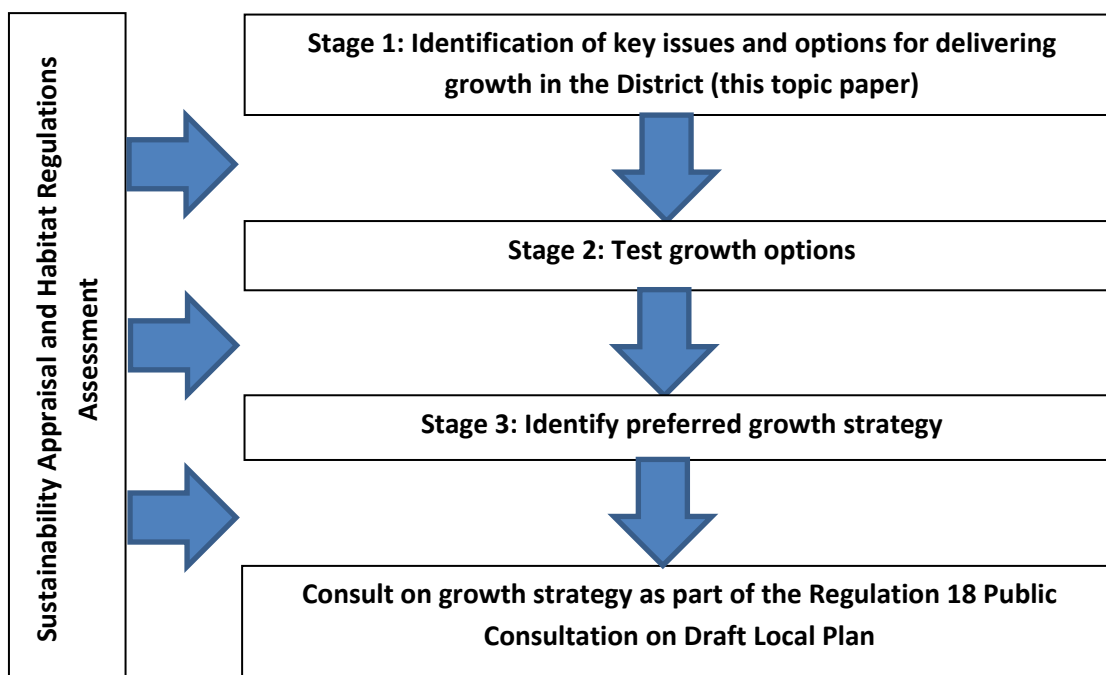 Sustainability Appraisal and Habitat Regulations
Assessment
Stage 1: Identification of key issues and options for delivering
growth in the District (this topic paper)
Stage 2: Test growth options
Stage 3: Identify preferred growth strategy
Consult on growth strategy as part of the Regulation 18 Public
Consultation on Draft Local Plan